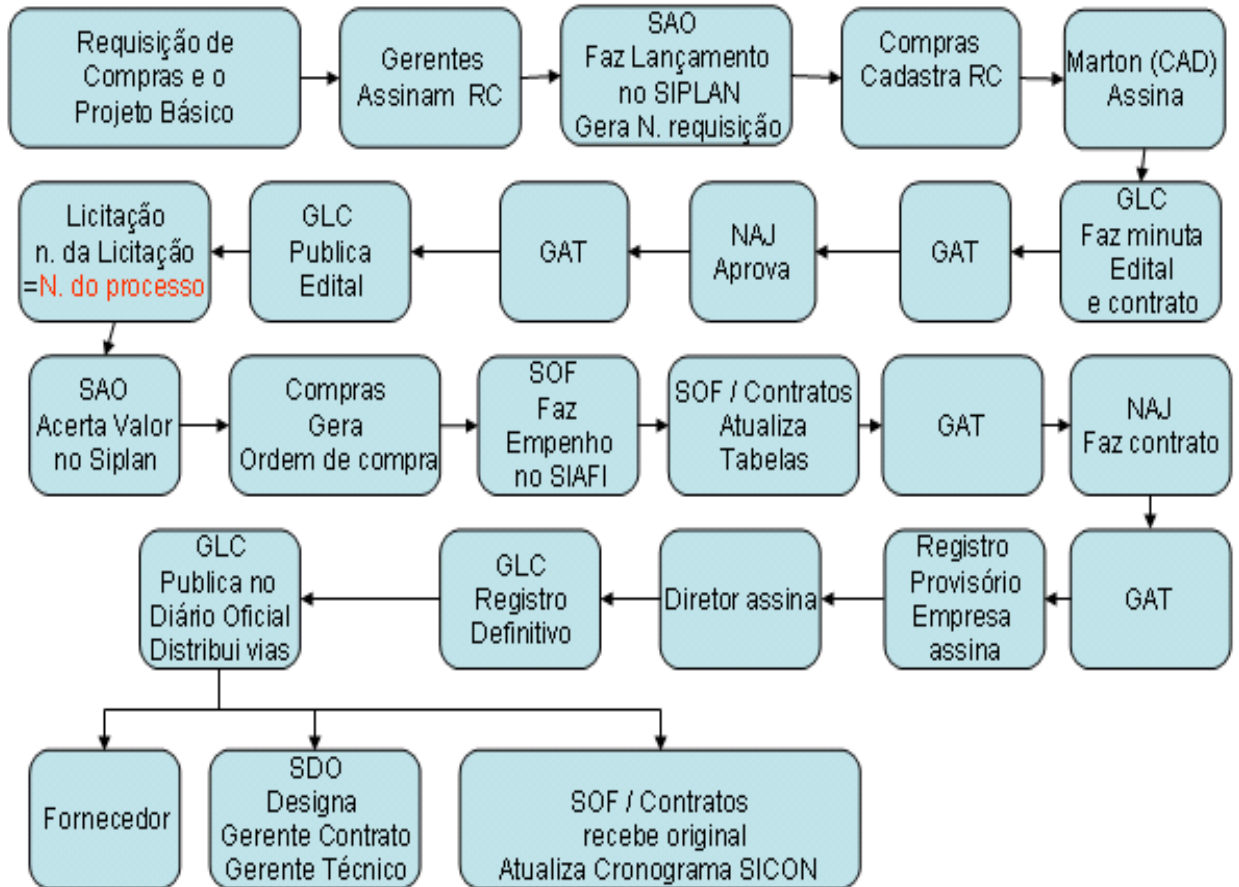 Requisição de
Compras e o
Projeto Básico
Gerentes
Assinam RC
SAO
Faz Lançamento
no SIPLAN
Gera N. requisição
Compras
Cadastra RC
Marton (CAD)
Assina
Licitação
n. da Licitação
=N. do processo
GLC
Publica
Edital
GAT
NAJ
Aprova
GAT
GLC
Faz minuta
Edital
e contrato
SAO
Acerta Valor
no Siplan
Compras
Gera
Ordem de compra
SOF
Faz
Empenho
no SIAFI
SOF / Contratos
Atualiza
Tabelas
GAT
NAJ
Faz contrato
GLC
Publica no
Diário Oficial
Distribui vias
GLC
Registro
Definitivo
Diretor assina
Registro
Provisório
Empresa
assina
GAT
Fornecedor
SDO
Designa
Gerente Contrato
Gerente Técnico
SOF / Contratos
recebe original
Atualiza Cronograma SICON